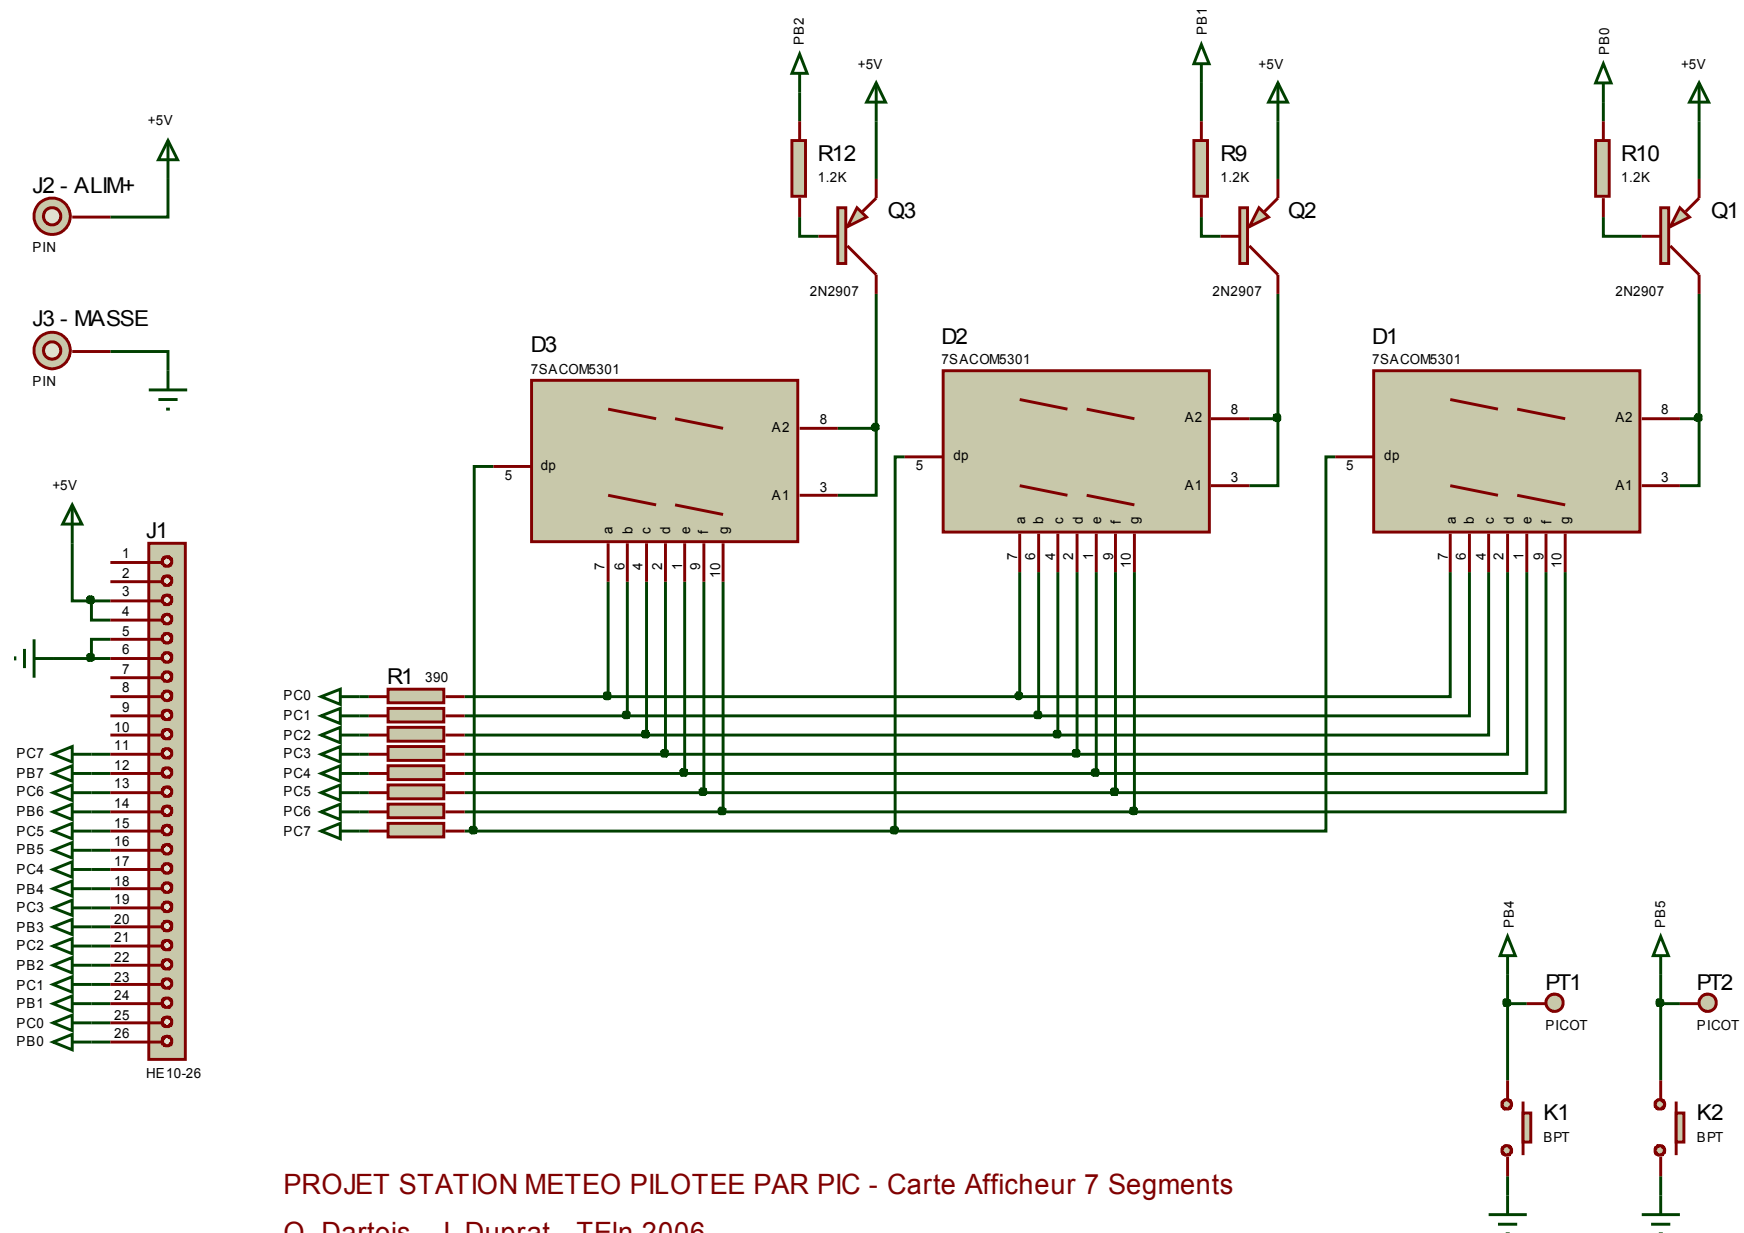 PB2
+5V
R12
1.2K
Q3
2N2907
PB1
+5V
R9
1.2K
Q2
2N2907
PB0
+5V
R10
1.2K
Q1
2N2907
+5V
J2 - ALIM+
PIN
J3 - MASSE
PIN
D3
7SACOM5301
A2
8
A1
3
dp
5
a b c d e f g
7 6 4 2 1 9 10
D2
7SACOM5301
A2
8
A1
3
dp
5
a b c d e f g
7 6 4 2 1 9 10
D1
7SACOM5301
A2
8
A1
3
dp
5
a b c d e f g
7 6 4 2 1 9 10
+5V
J1
1
2
3
4
5
6
7
8
9
10
PC7 11
PB7 12
PC6 13
PB6 14
PC5 15
PB5 16
PC4 17
PB4 18
PC3 19
PB3 20
PC2 21
PB2 22
PC1 23
PB1 24
PC0 25
PB0 26
HE10-26
R1 390
PC0
PC1
PC2
PC3
PC4
PC5
PC6
PC7
PB4
PT1
PICOT
K1
BPT
PB5
PT2
PICOT
K2
BPT
PROJET STATION METEO PILOTEE PAR PIC - Carte Afficheur 7 Segments
Dartois J Duprat TEIn 2006